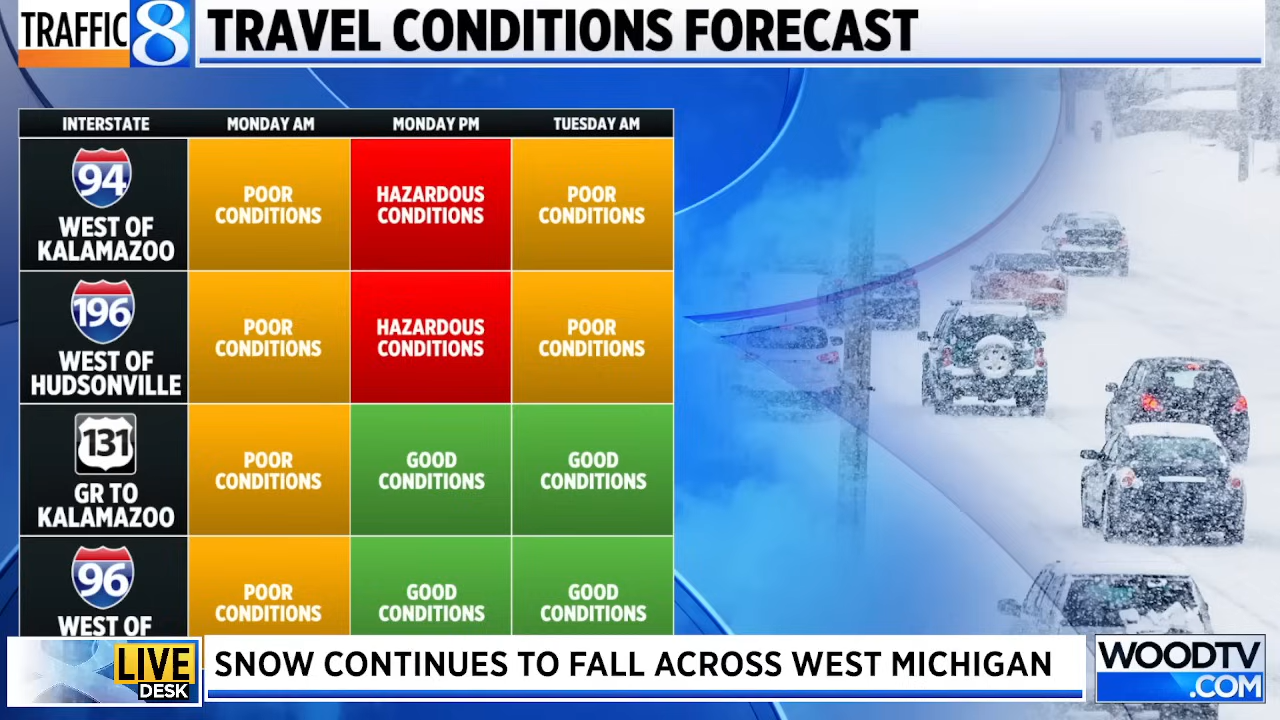 TRAFFIC 8
TRAVEL CONDITIONS FORECAST
INTERSTATE MONDAY AM MONDAY PM TUESDAY AM
94
WEST OF
KALAMAZOO
POOR
CONDITIONS
HAZARDOUS
CONDITIONS
POOR
CONDITIONS
196
WEST OF
HUDSONVILLE
POOR
CONDITIONS
HAZARDOUS
CONDITIONS
POOR
CONDITIONS
131
GR TO
KALAMAZOO
POOR
CONDITIONS
GOOD
CONDITIONS
GOOD
CONDITIONS
96
WEST OF
POOR
CONDITIONS
GOOD
CONDITIONS
GOOD
CONDITIONS
LIVE
DESK
SNOW CONTINUES TO FALL ACROSS WEST MICHIGAN
WOODTV
.COM